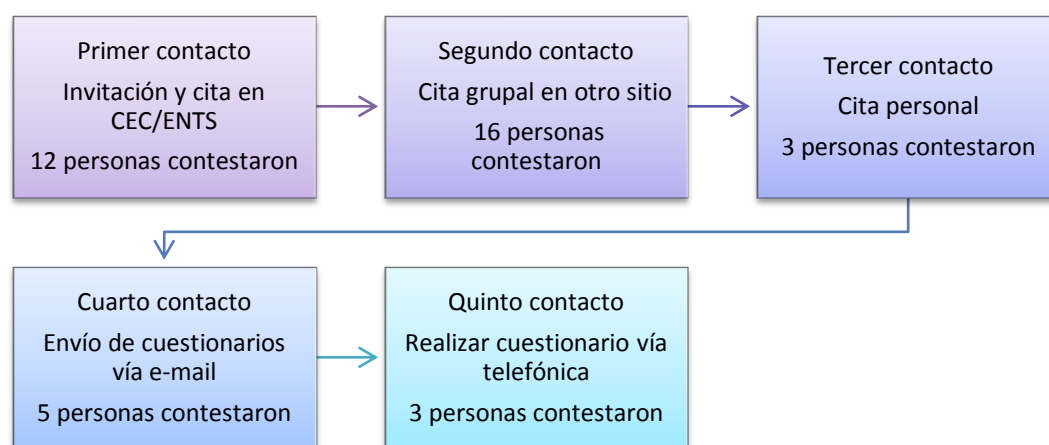 Primer contacto
Invitación y cita en
CEC/ENTS
12 personas contestaron
Segundo contacto
Cita grupal en otro sitio
16 personas
contestaron
Tercer contacto
Cita personal
3 personas contestaron
Cuarto contacto
Envío de cuestionarios
vía e-mail
5 personas contestaron
Quinto contacto
Realizar cuestionario vía
telefónica
3 personas contestaron